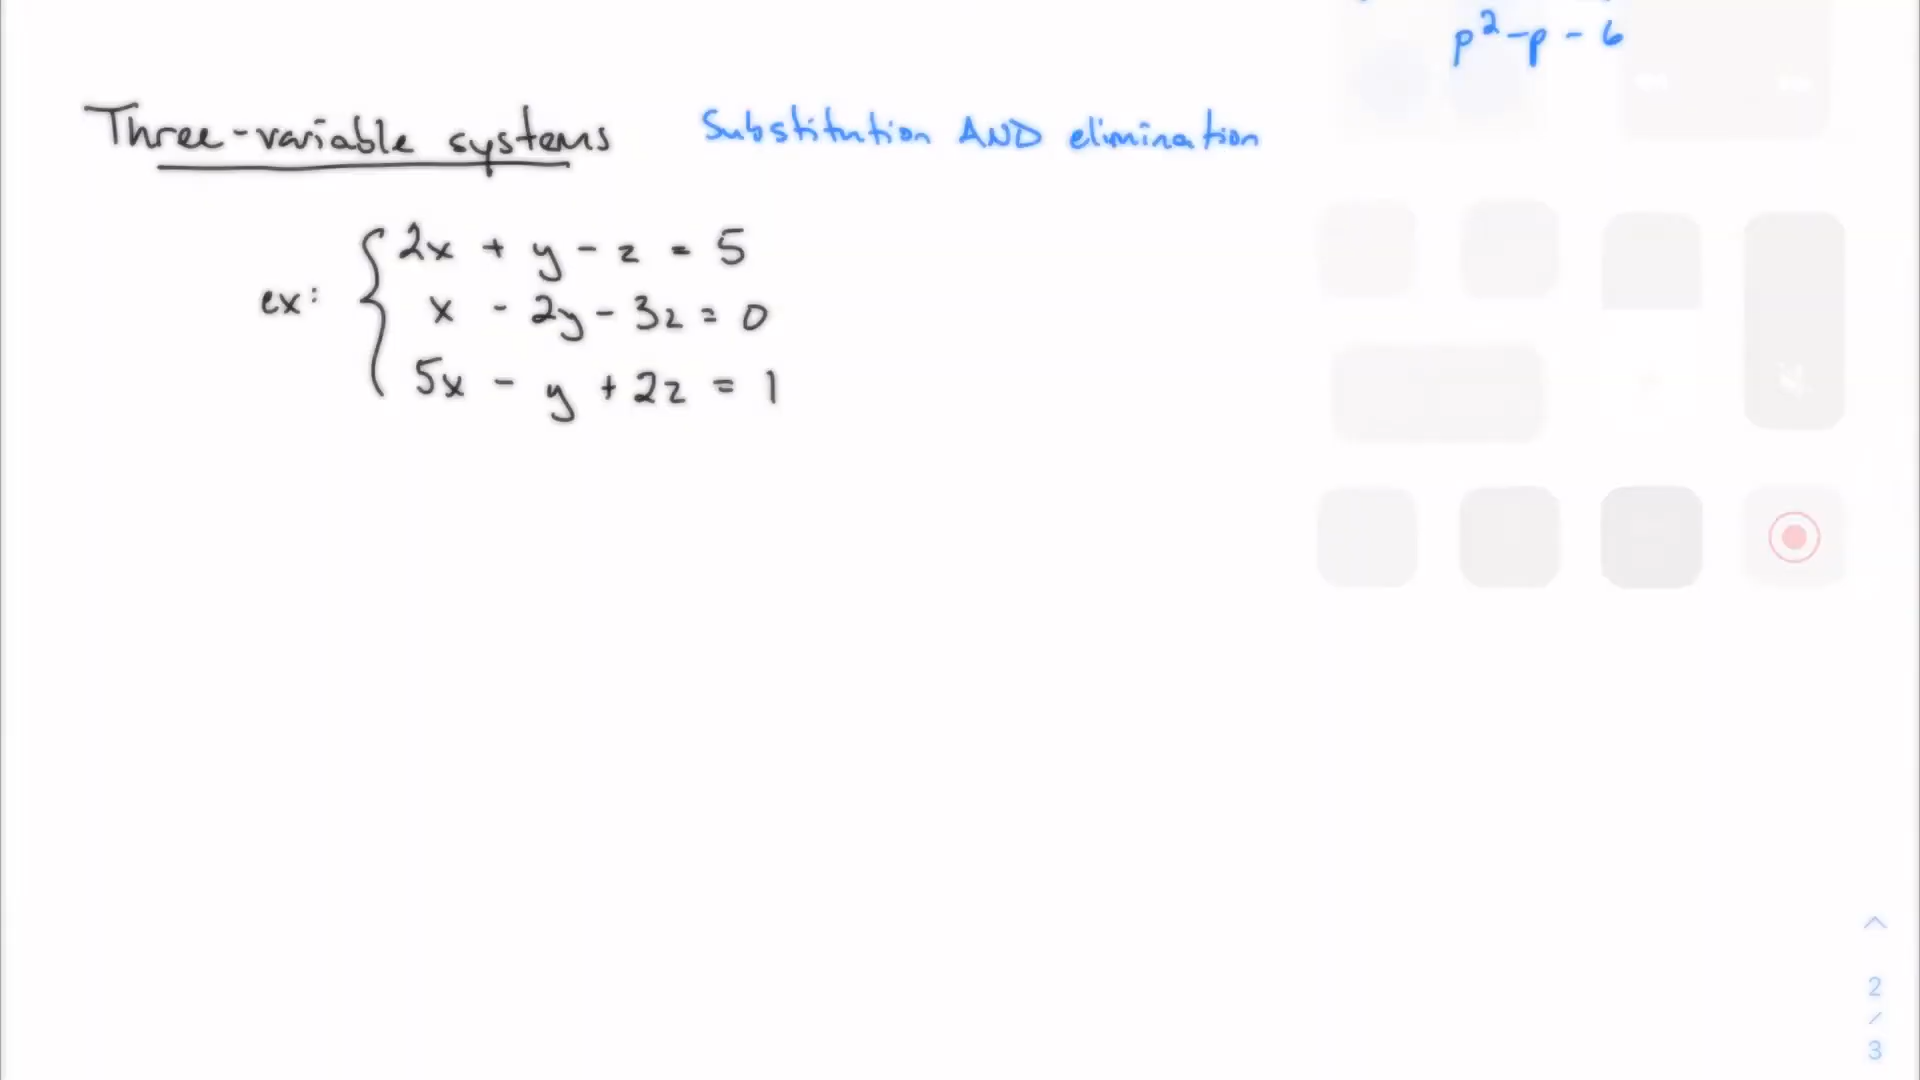 p²-p-6
Three-variable systems Substitution AND elimination
2x + y - z = 5
ex: x - 2y - 3z = 0
5x - y + 2z = 1
2
/
3